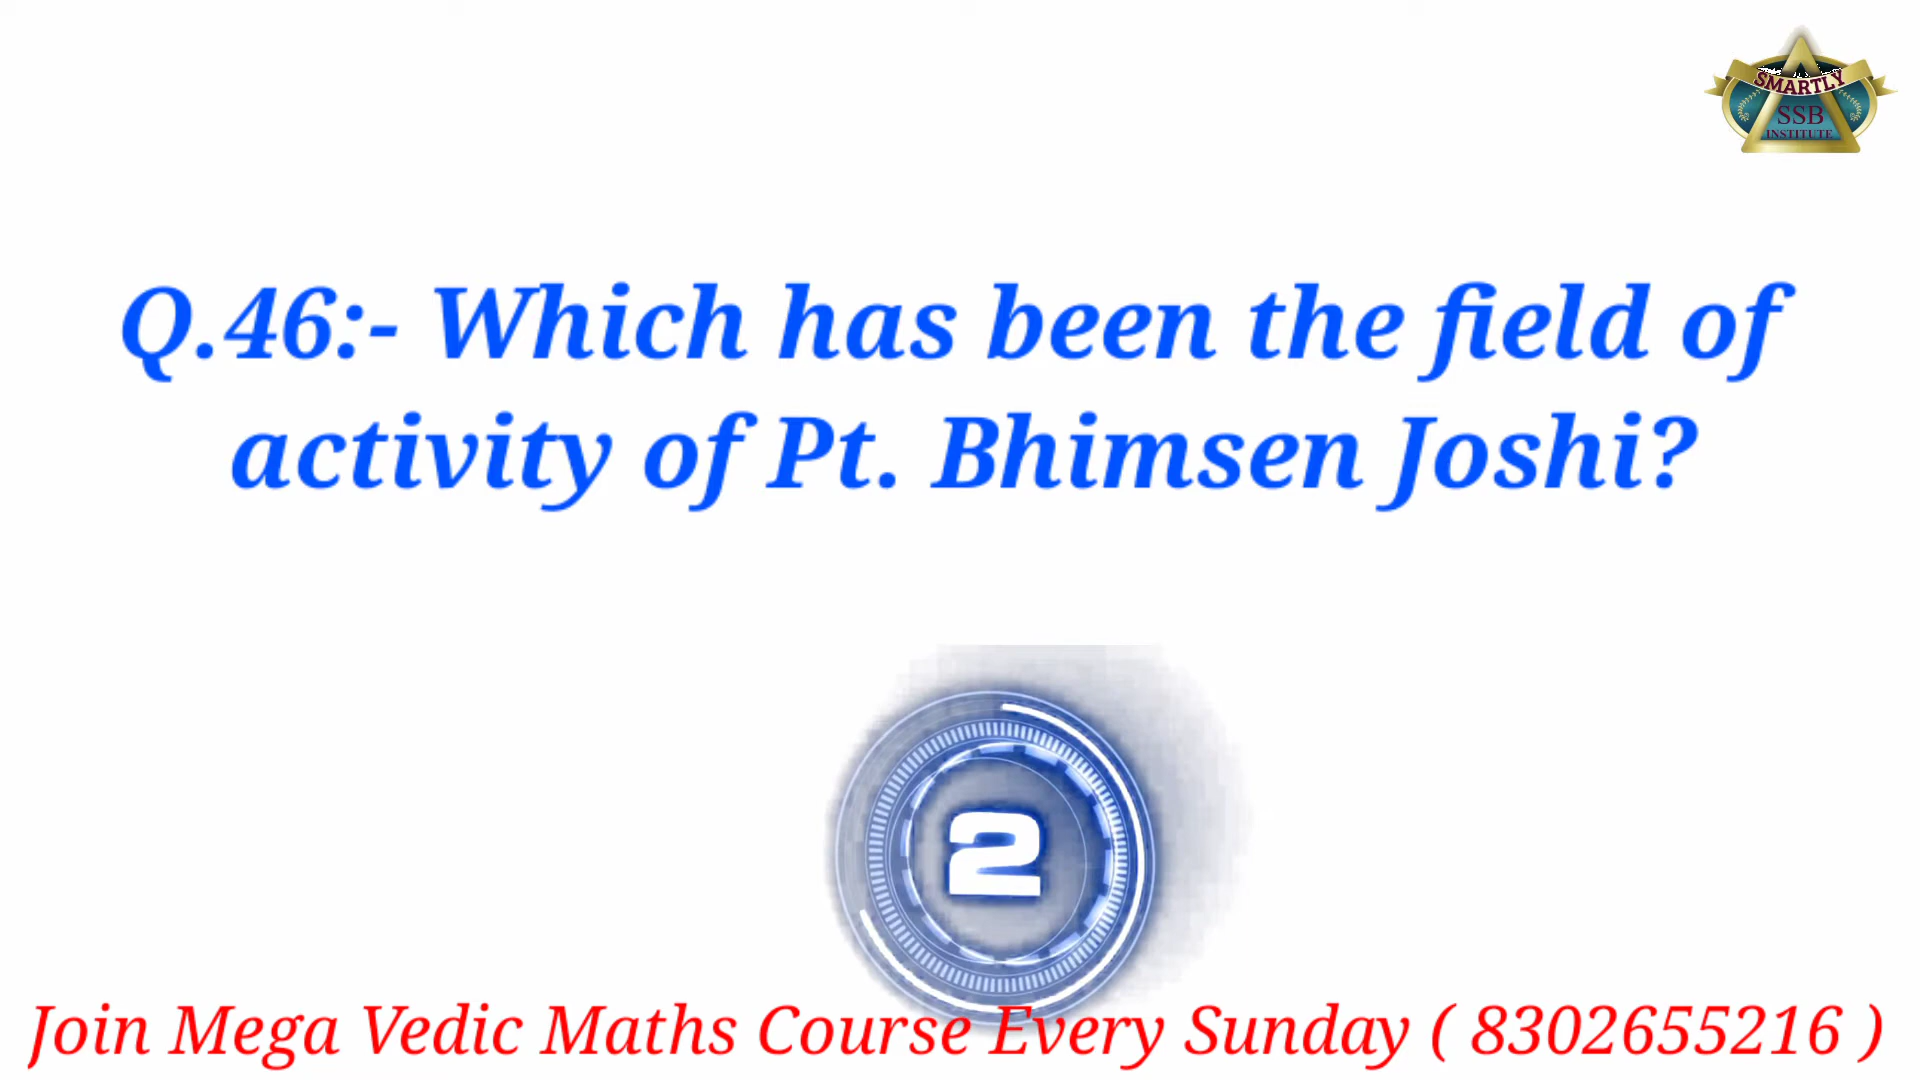 SMARTLY
SSB
INSTITUTE
Q.46:- Which has been the field of
activity of Pt. Bhimsen Joshi?
2
Join Mega Vedic Maths Course Every Sunday ( 8302655216 )